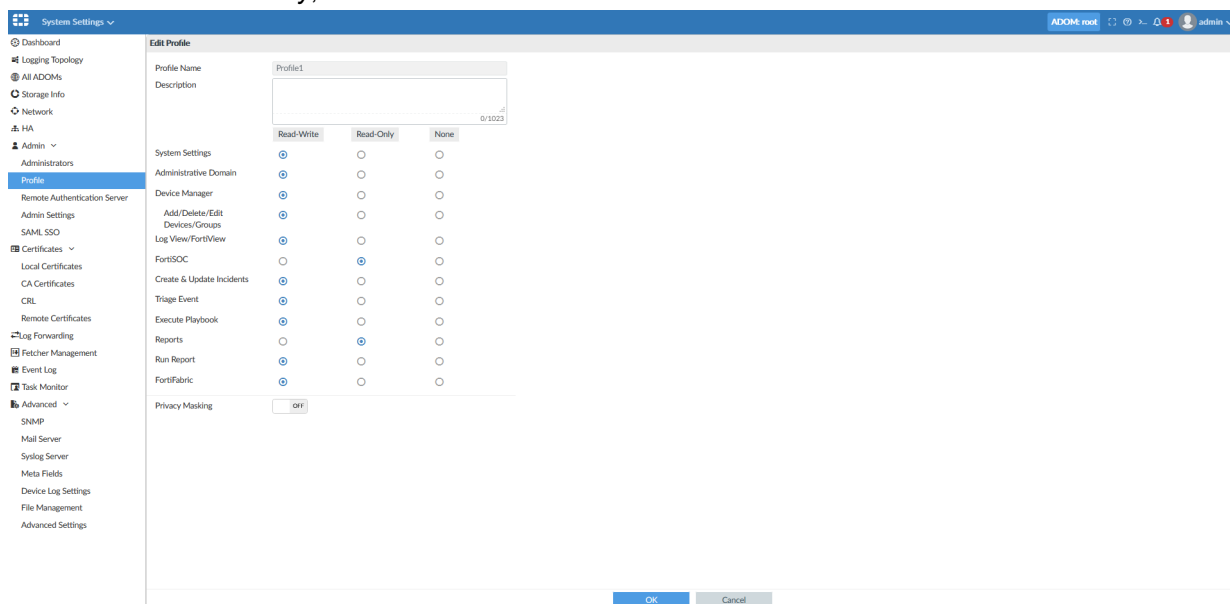 System Settings
ADOM: root
1
admin
Dashboard
Logging Topology
All ADOMs
Storage Info
Network
HA
Admin
Administrators
Profile
Remote Authentication Server
Admin Settings
SAML SSO
Certificates
Local Certificates
CA Certificates
CRL
Remote Certificates
Log Forwarding
Fetcher Management
Event Log
Task Monitor
Advanced
SNMP
Mail Server
Syslog Server
Meta Fields
Device Log Settings
File Management
Advanced Settings
Edit Profile
Profile Name Profile1
Description
0/1023
Read-Write Read-Only None
System Settings
Administrative Domain
Device Manager
Add/Delete/Edit
Devices/Groups
Log View/FortiView
FortiSOC
Create & Update Incidents
Triage Event
Execute Playbook
Reports
Run Report
FortiFabric
Privacy Masking OFF
OK Cancel